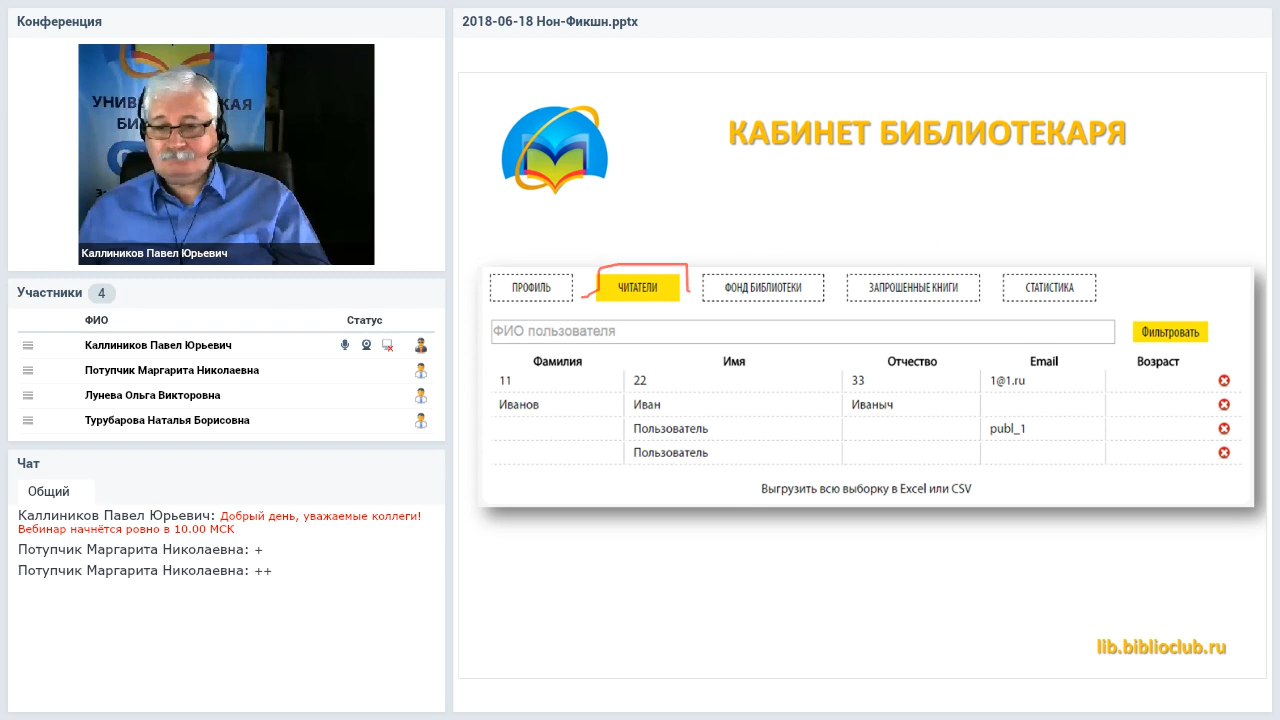 Конференция
УНИВ
СКАЯ
БИ
Каллиников Павел Юрьевич
Участники 4
ФИО Статус
Каллиников Павел Юрьевич
Потупчик Маргарита Николаевна
Лунева Ольга Викторовна
Турубарова Наталья Борисовна
Чат
Общий
Каллиников Павел Юрьевич: Добрый день, уважаемые коллеги!
Вебинар начнётся ровно в 10.00 МСК
Потупчик Маргарита Николаевна: +
Потупчик Маргарита Николаевна: ++
2018-06-18 Нон-Фикшн.pptx
КАБИНЕТ БИБЛИОТЕКАРЯ
ПРОФИЛЬ ЧИТАТЕЛИ ФОНД БИБЛИОТЕКИ ЗАПРОШЕННЫЕ КНИГИ СТАТИСТИКА
ФИО пользователя Фильтровать
Фамилия Имя Отчество Email Возраст
11 22 33 1@1.ru
Иванов Иван Иваныч
Пользователь publ_1
Пользователь
Выгрузить всю выборку в Excel или CSV
lib.biblioclub.ru